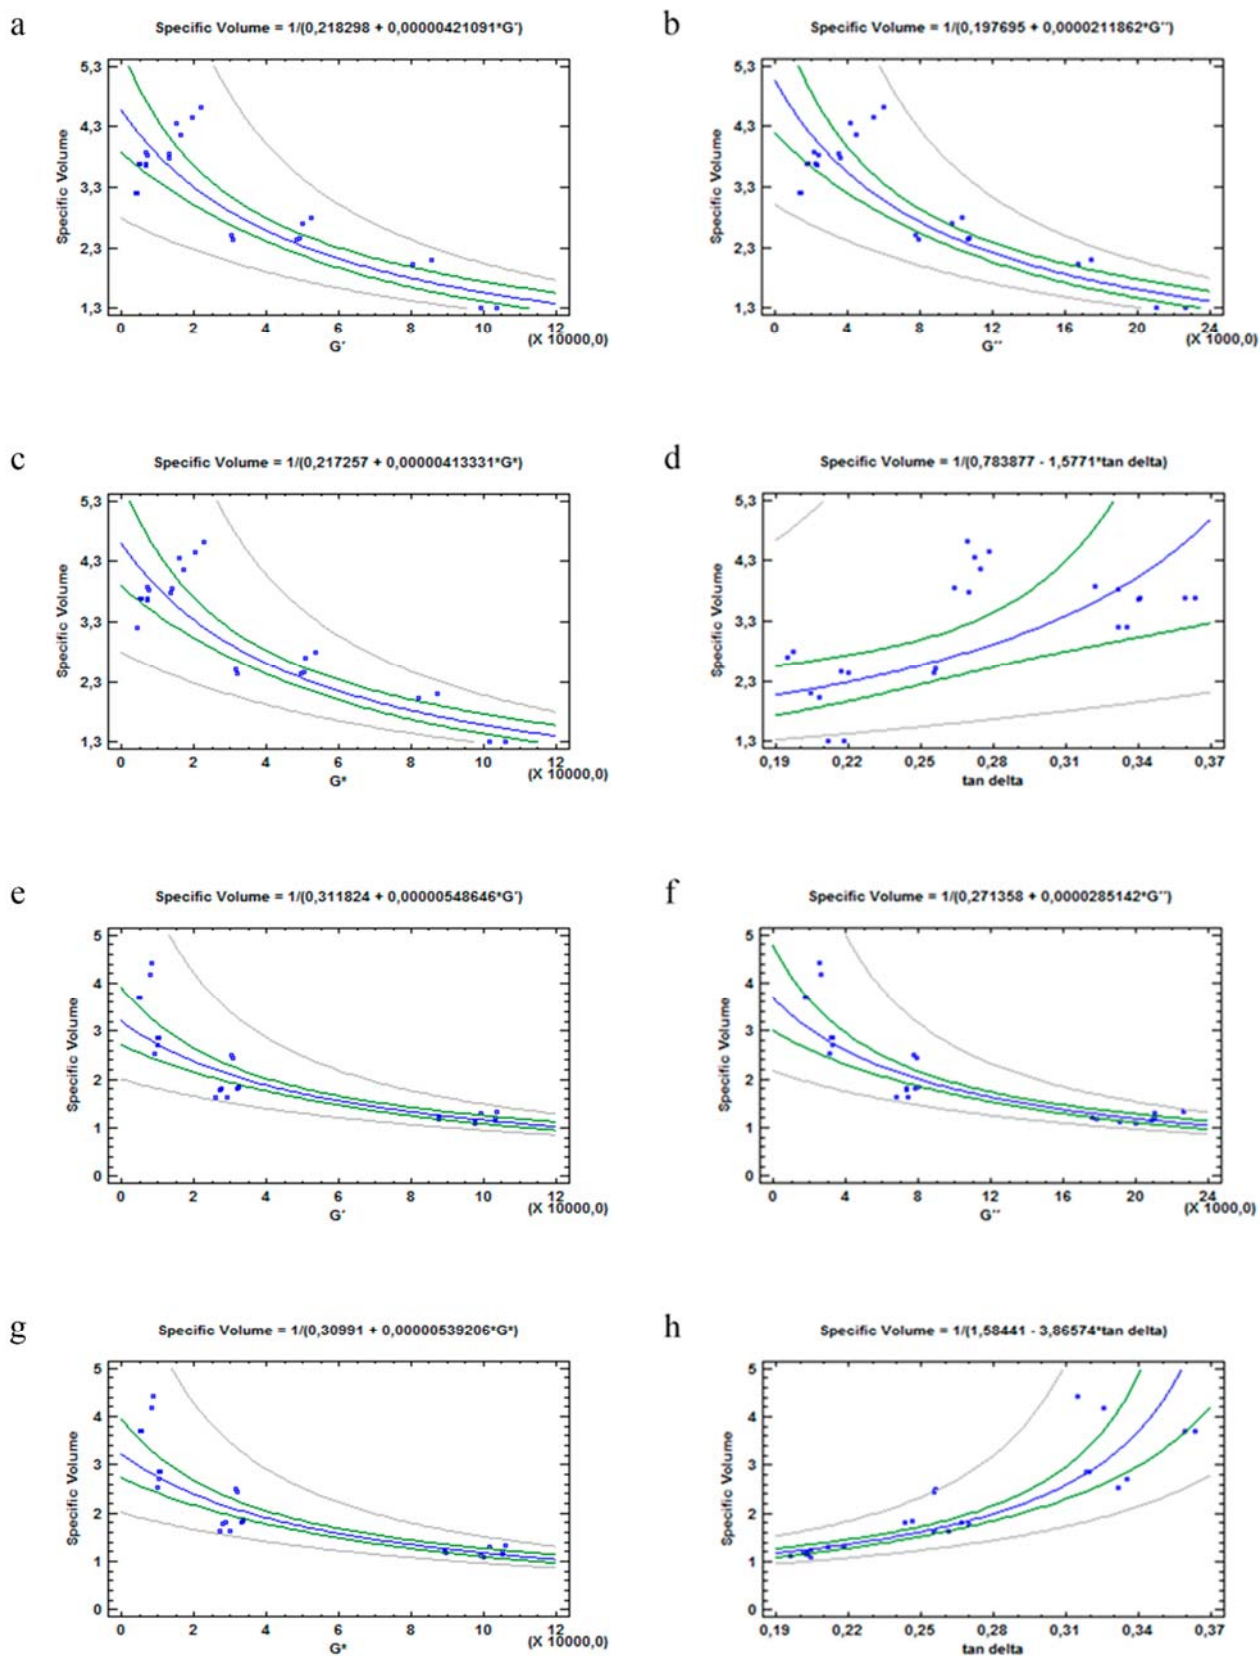 a
Specific Volume = 1/(0,218298 + 0,00000421091*G′)
5,3
4,3
3,3
2,3
1,3
Specific Volume
0 2 4 6 8 10 12
(X 10000,0)
G′
b
Specific Volume = 1/(0,197695 + 0,0000211862*G′′)
5,3
4,3
3,3
2,3
1,3
Specific Volume
0 4 8 12 16 20 24
(X 1000,0)
G′′
c
Specific Volume = 1/(0,217257 + 0,00000413331*G*)
5,3
4,3
3,3
2,3
1,3
Specific Volume
0 2 4 6 8 10 12
(X 10000,0)
G*
d
Specific Volume = 1/(0,783877 - 1,5771*tan delta)
5,3
4,3
3,3
2,3
1,3
Specific Volume
0,19 0,22 0,25 0,28 0,31 0,34 0,37
tan delta
e
Specific Volume = 1/(0,311824 + 0,00000548646*G′)
5
4
3
2
1
0
Specific Volume
0 2 4 6 8 10 12
(X 10000,0)
G′
f
Specific Volume = 1/(0,271358 + 0,0000285142*G′′)
5
4
3
2
1
0
Specific Volume
0 4 8 12 16 20 24
(X 1000,0)
G′′
g
Specific Volume = 1/(0,30991 + 0,00000539206*G*)
5
4
3
2
1
0
Specific Volume
0 2 4 6 8 10 12
(X 10000,0)
G*
h
Specific Volume = 1/(1,58441 - 3,86574*tan delta)
5
4
3
2
1
0
Specific Volume
0,19 0,22 0,25 0,28 0,31 0,34 0,37
tan delta